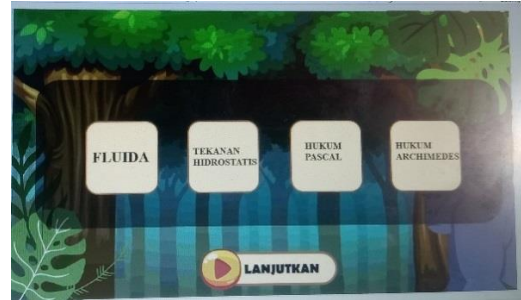 FLUIDA
TEKANAN
HIDROSTATIS
HUKUM
PASCAL
HUKUM
ARCHIMEDES
LANJUTKAN